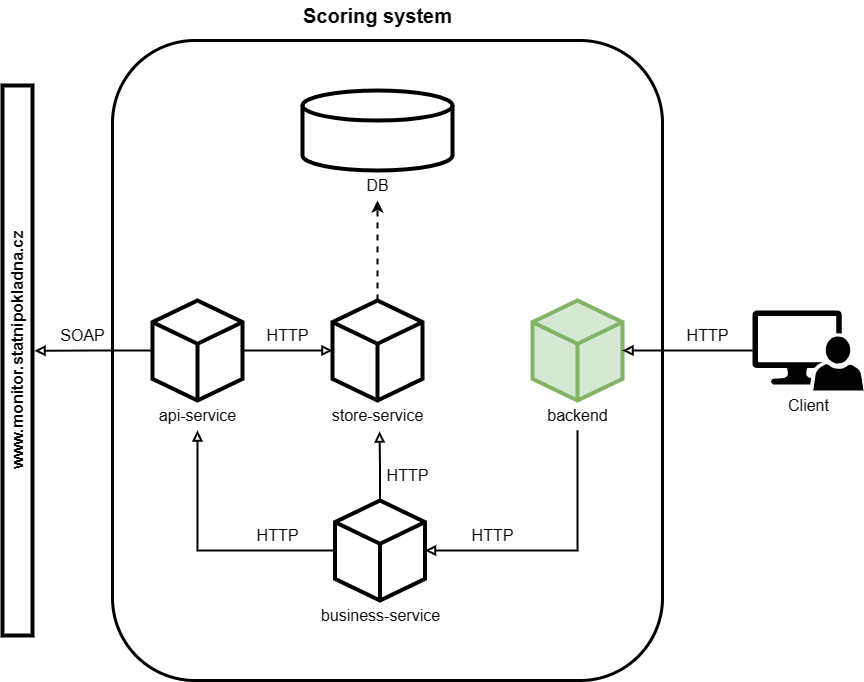 Scoring system
DB
www.monitor.statnipokladna.cz
SOAP
HTTP
HTTP
api-service
store-service
backend
Client
HTTP
HTTP
HTTP
business-service